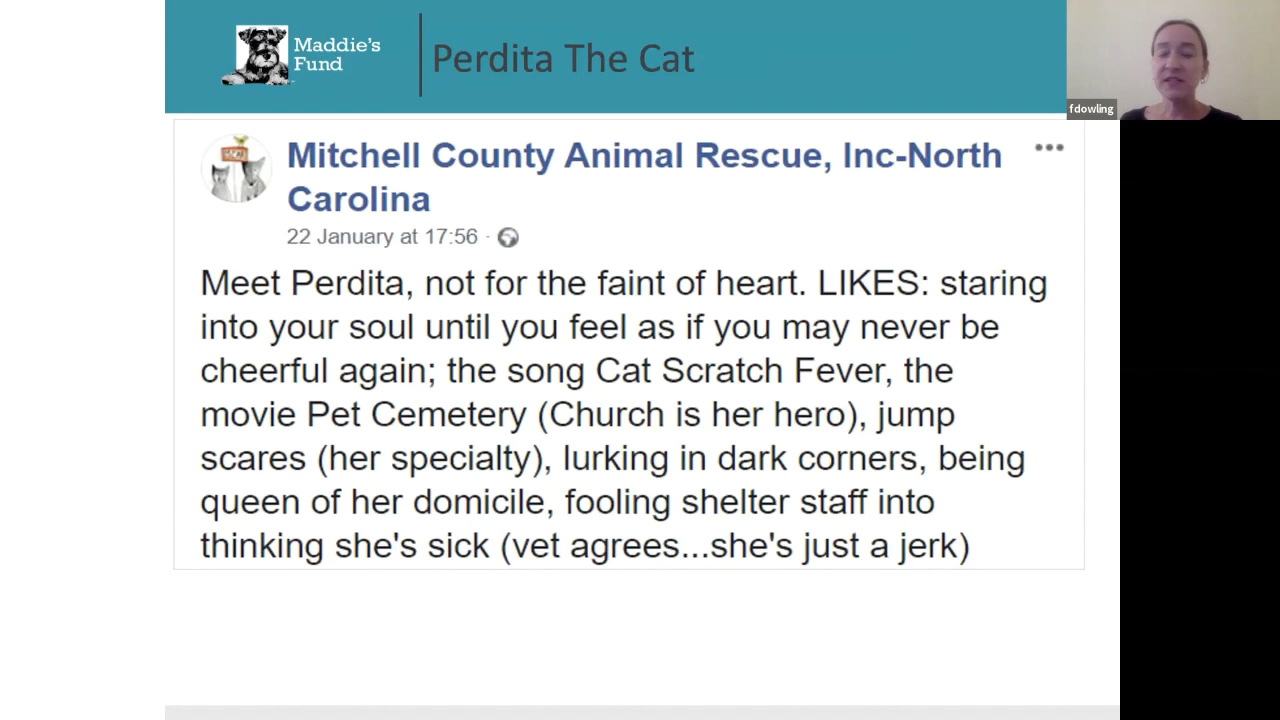 Maddie's
Fund
Perdita The Cat
fdowling
Mitchell County Animal Rescue, Inc-North
Carolina
22 January at 17:56 ·
Meet Perdita, not for the faint of heart. LIKES: staring
into your soul until you feel as if you may never be
cheerful again; the song Cat Scratch Fever, the
movie Pet Cemetery (Church is her hero), jump
scares (her specialty), lurking in dark corners, being
queen of her domicile, fooling shelter staff into
thinking she's sick (vet agrees...she's just a jerk)